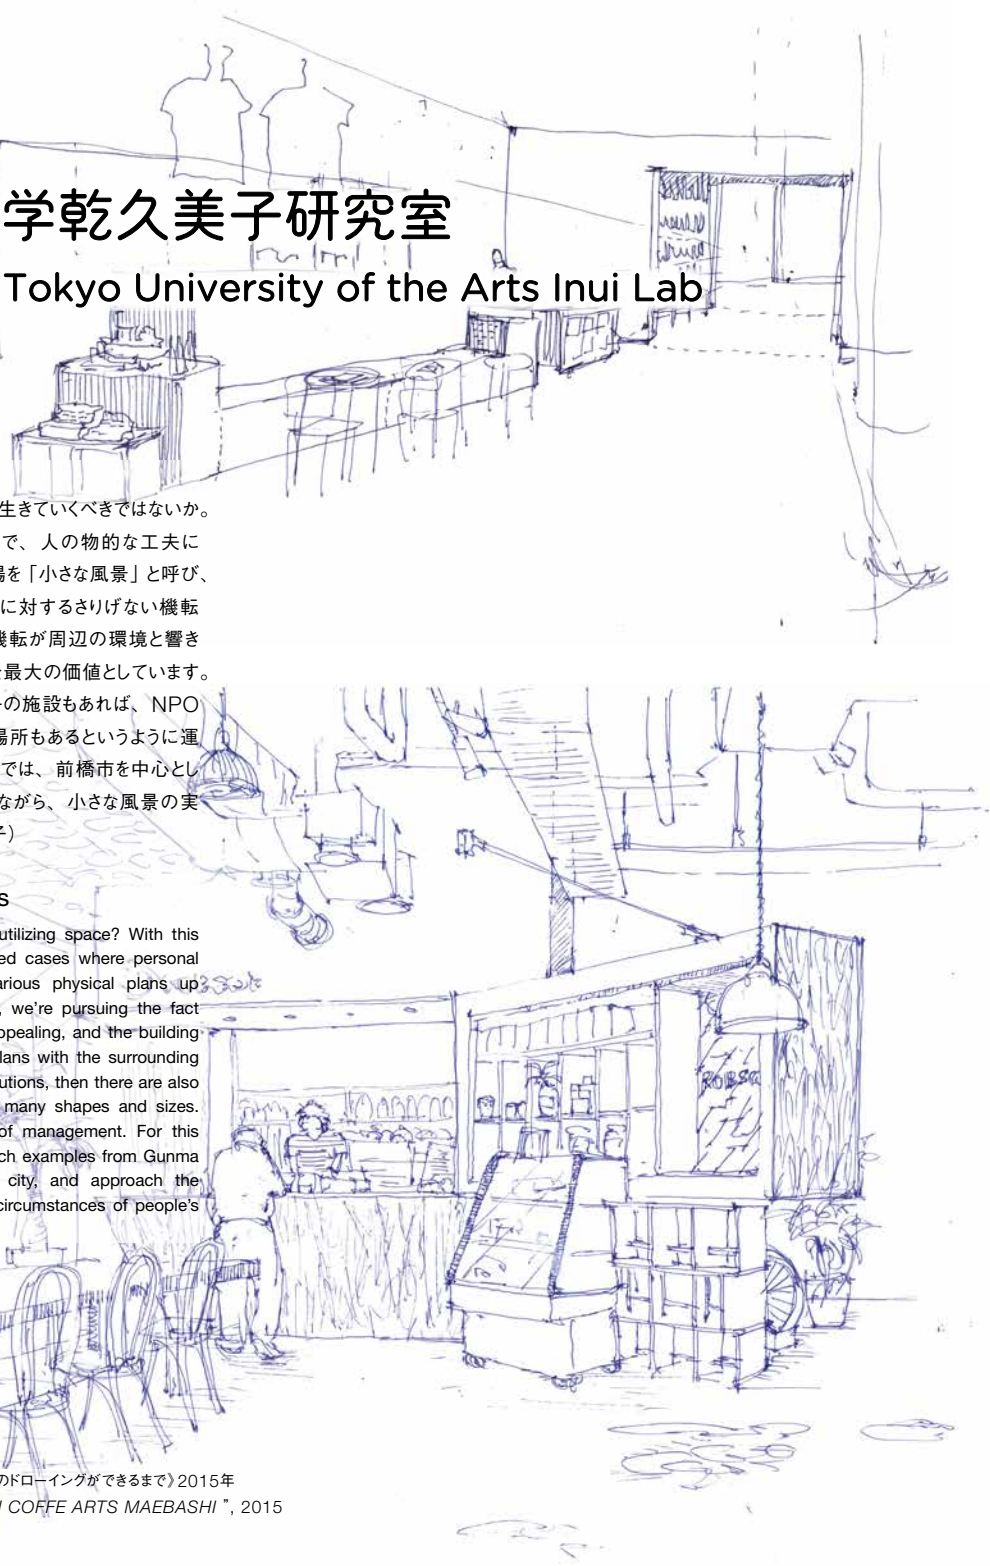 学乾久美子研究室
Tokyo University of the Arts Inui Lab
生きていくべきではないか。
で、人の物的な工夫に
場を「小さな風景」と呼び、
に対するさりげない機転
機転が周辺の環境と響き
を最大の価値としています。
の施設もあれば、NPO
場所もあるというように運
では、前橋市を中心とし
ながら、小さな風景の実
子）
s
utilizing space? With this
ed cases where personal
arious physical plans up
, we're pursuing the fact
ppealing, and the building
lans with the surrounding
utions, then there are also
many shapes and sizes.
of management. For this
ch examples from Gunma
city, and approach the
circumstances of people's
ROBSON
のドローイングができるまで》2015年
COFFE ARTS MAEBASHI ”, 2015